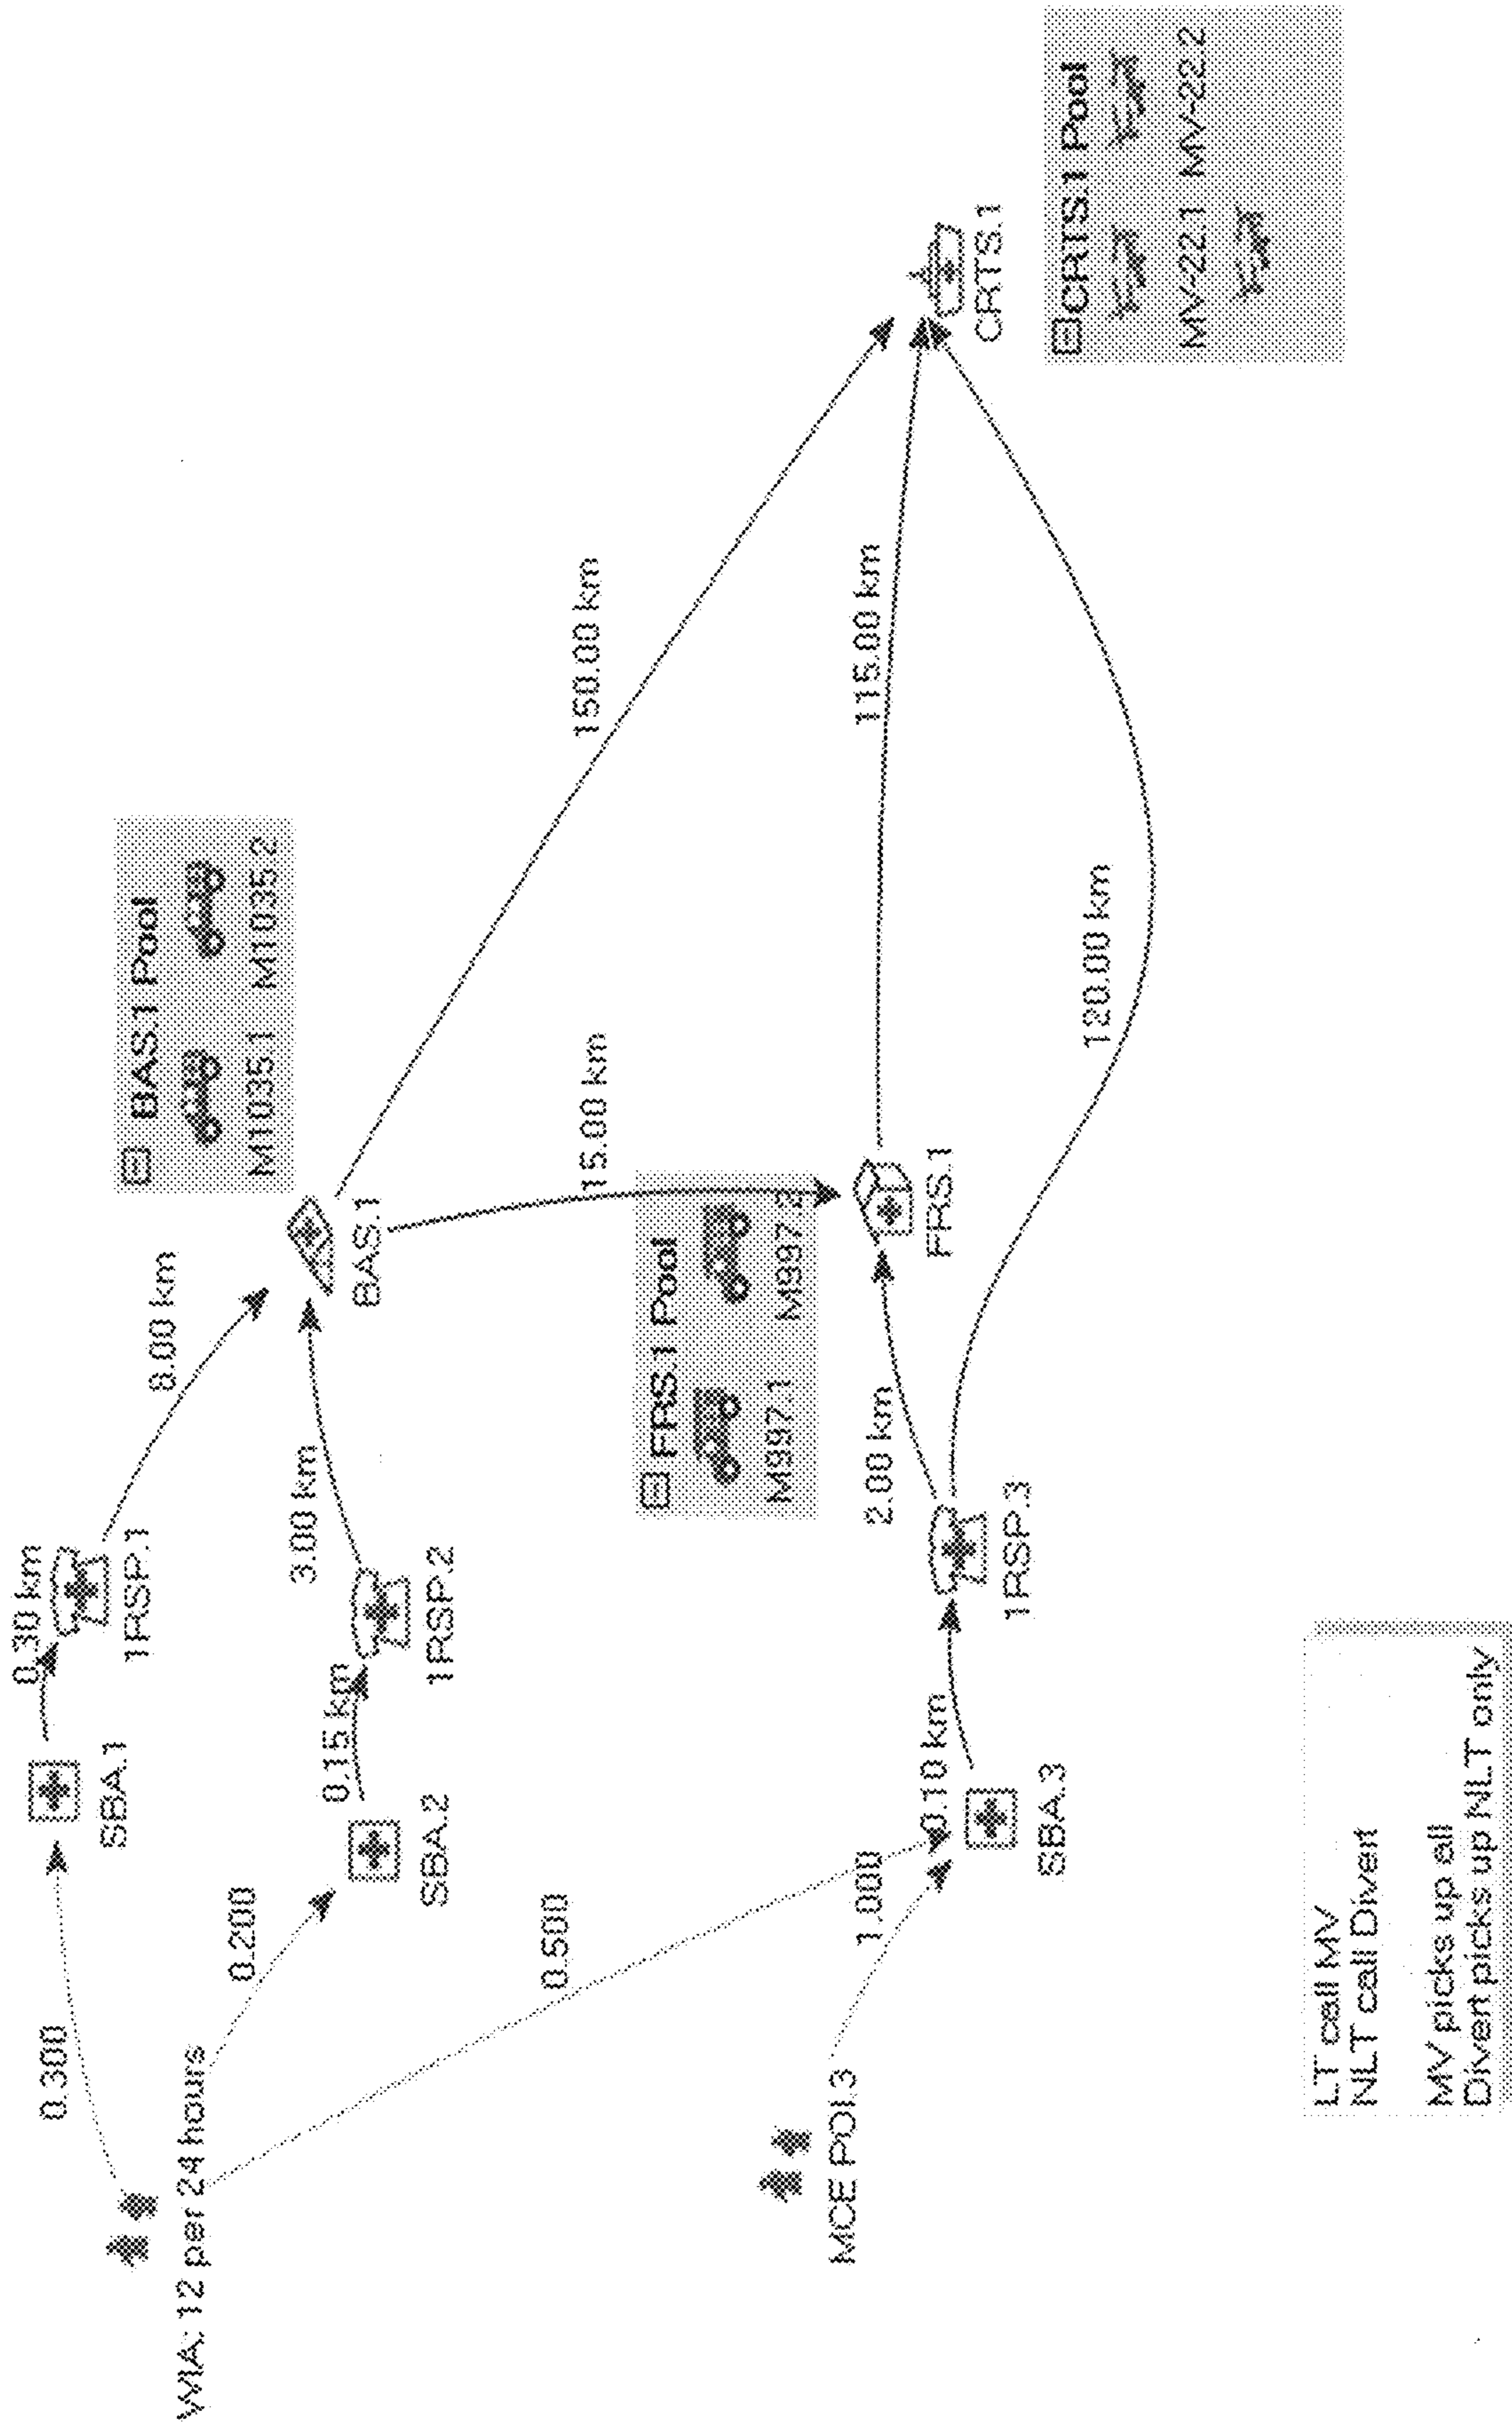 WIA: 12 per 24 hours
0.300
0.200
0.500
SBA.1
0.30 km
1RSP.1
8.00 km
SBA.2
0.15 km
1RSP.2
3.00 km
BAS.1
BAS.1 Pool
M1035.1 M1035.2
150.00 km
15.00 km
FRS.1 Pool
M997.1 M997.2
MCE POI.3
1.000
0.10 km
SBA.3
1RSP.3
2.00 km
FRS.1
115.00 km
120.00 km
CRTS.1
CRTS.1 Pool
MV-22.1 MV-22.2
LT call MV
NLT call Divert
MV picks up all
Divert picks up NLT only